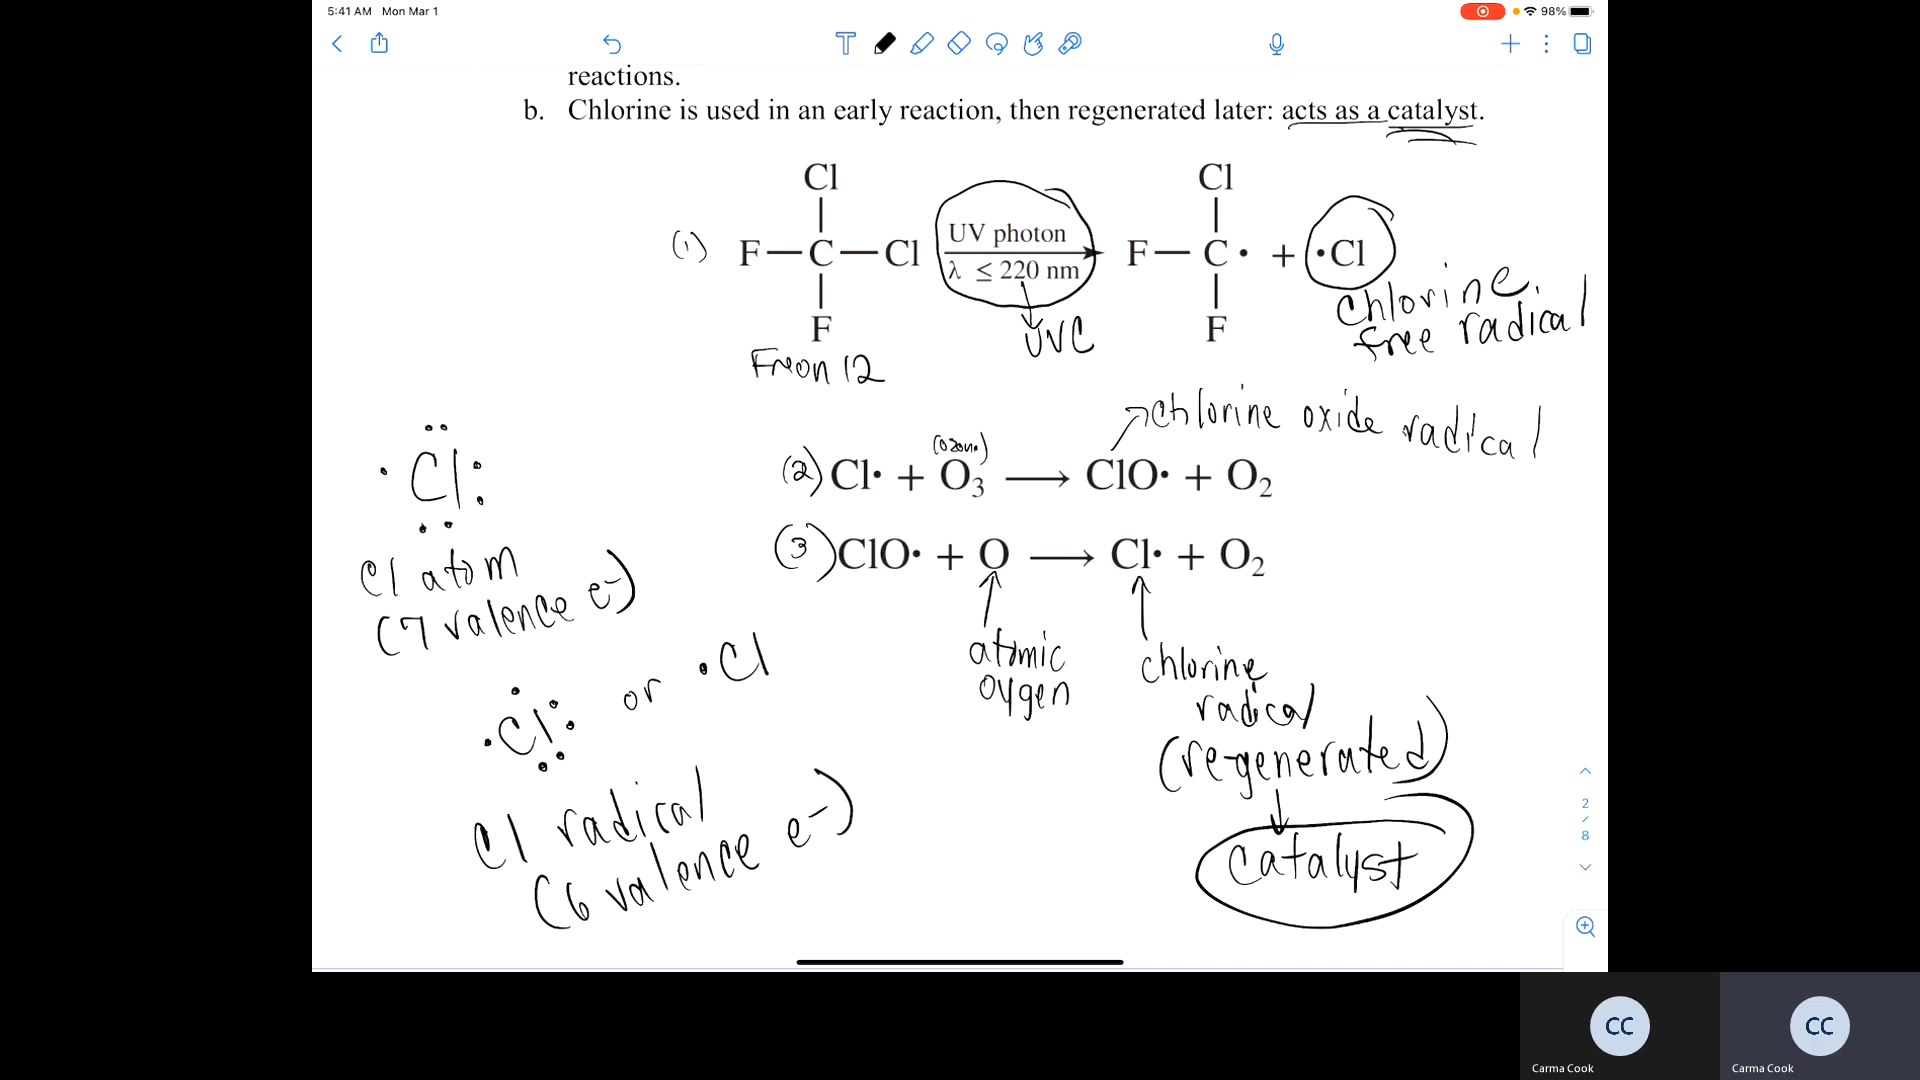 5:41 AM Mon Mar 1
98%
reactions.
b. Chlorine is used in an early reaction, then regenerated later: acts as a catalyst.
Cl Cl
(1) F—C—Cl UV photon F—C· + ·Cl
λ ≤ 220 nm
F F
UVC
chlorine
free radical
Freon 12
chlorine oxide radical
(ozone)
(2) Cl· + O₃ ⟶ ClO· + O₂
Cl
(3) ClO· + O ⟶ Cl· + O₂
Cl atom
(7 valence e-)
atomic
oygen
chlorine
radical
(re-generated)
catalyst
·Cl: or ·Cl
Cl radical
(6 valence e-)
2
/
8
CC CC
Carma Cook Carma Cook